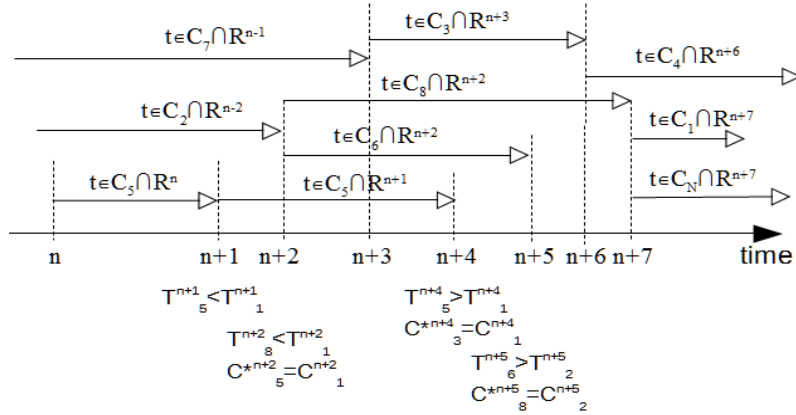 t∈C₇∩Rⁿ⁻¹
t∈C₃∩Rⁿ⁺³
t∈C₄∩Rⁿ⁺⁶
t∈C₈∩Rⁿ⁺²
t∈C₂∩Rⁿ⁻²
t∈C₁∩Rⁿ⁺⁷
t∈C₆∩Rⁿ⁺²
t∈C₅∩Rⁿ
t∈C₅∩Rⁿ⁺¹
t∈C_N∩Rⁿ⁺⁷
n n+1 n+2 n+3 n+4 n+5 n+6 n+7 time
Tⁿ⁺¹₅<Tⁿ⁺¹₁
Tⁿ⁺⁴₅>Tⁿ⁺⁴₁
C*ⁿ⁺⁴₃=Cⁿ⁺⁴₁
Tⁿ⁺²₈<Tⁿ⁺²₁
C*ⁿ⁺²₅=Cⁿ⁺²₁
Tⁿ⁺⁵₆>Tⁿ⁺⁵₂
C*ⁿ⁺⁵₈=Cⁿ⁺⁵₂